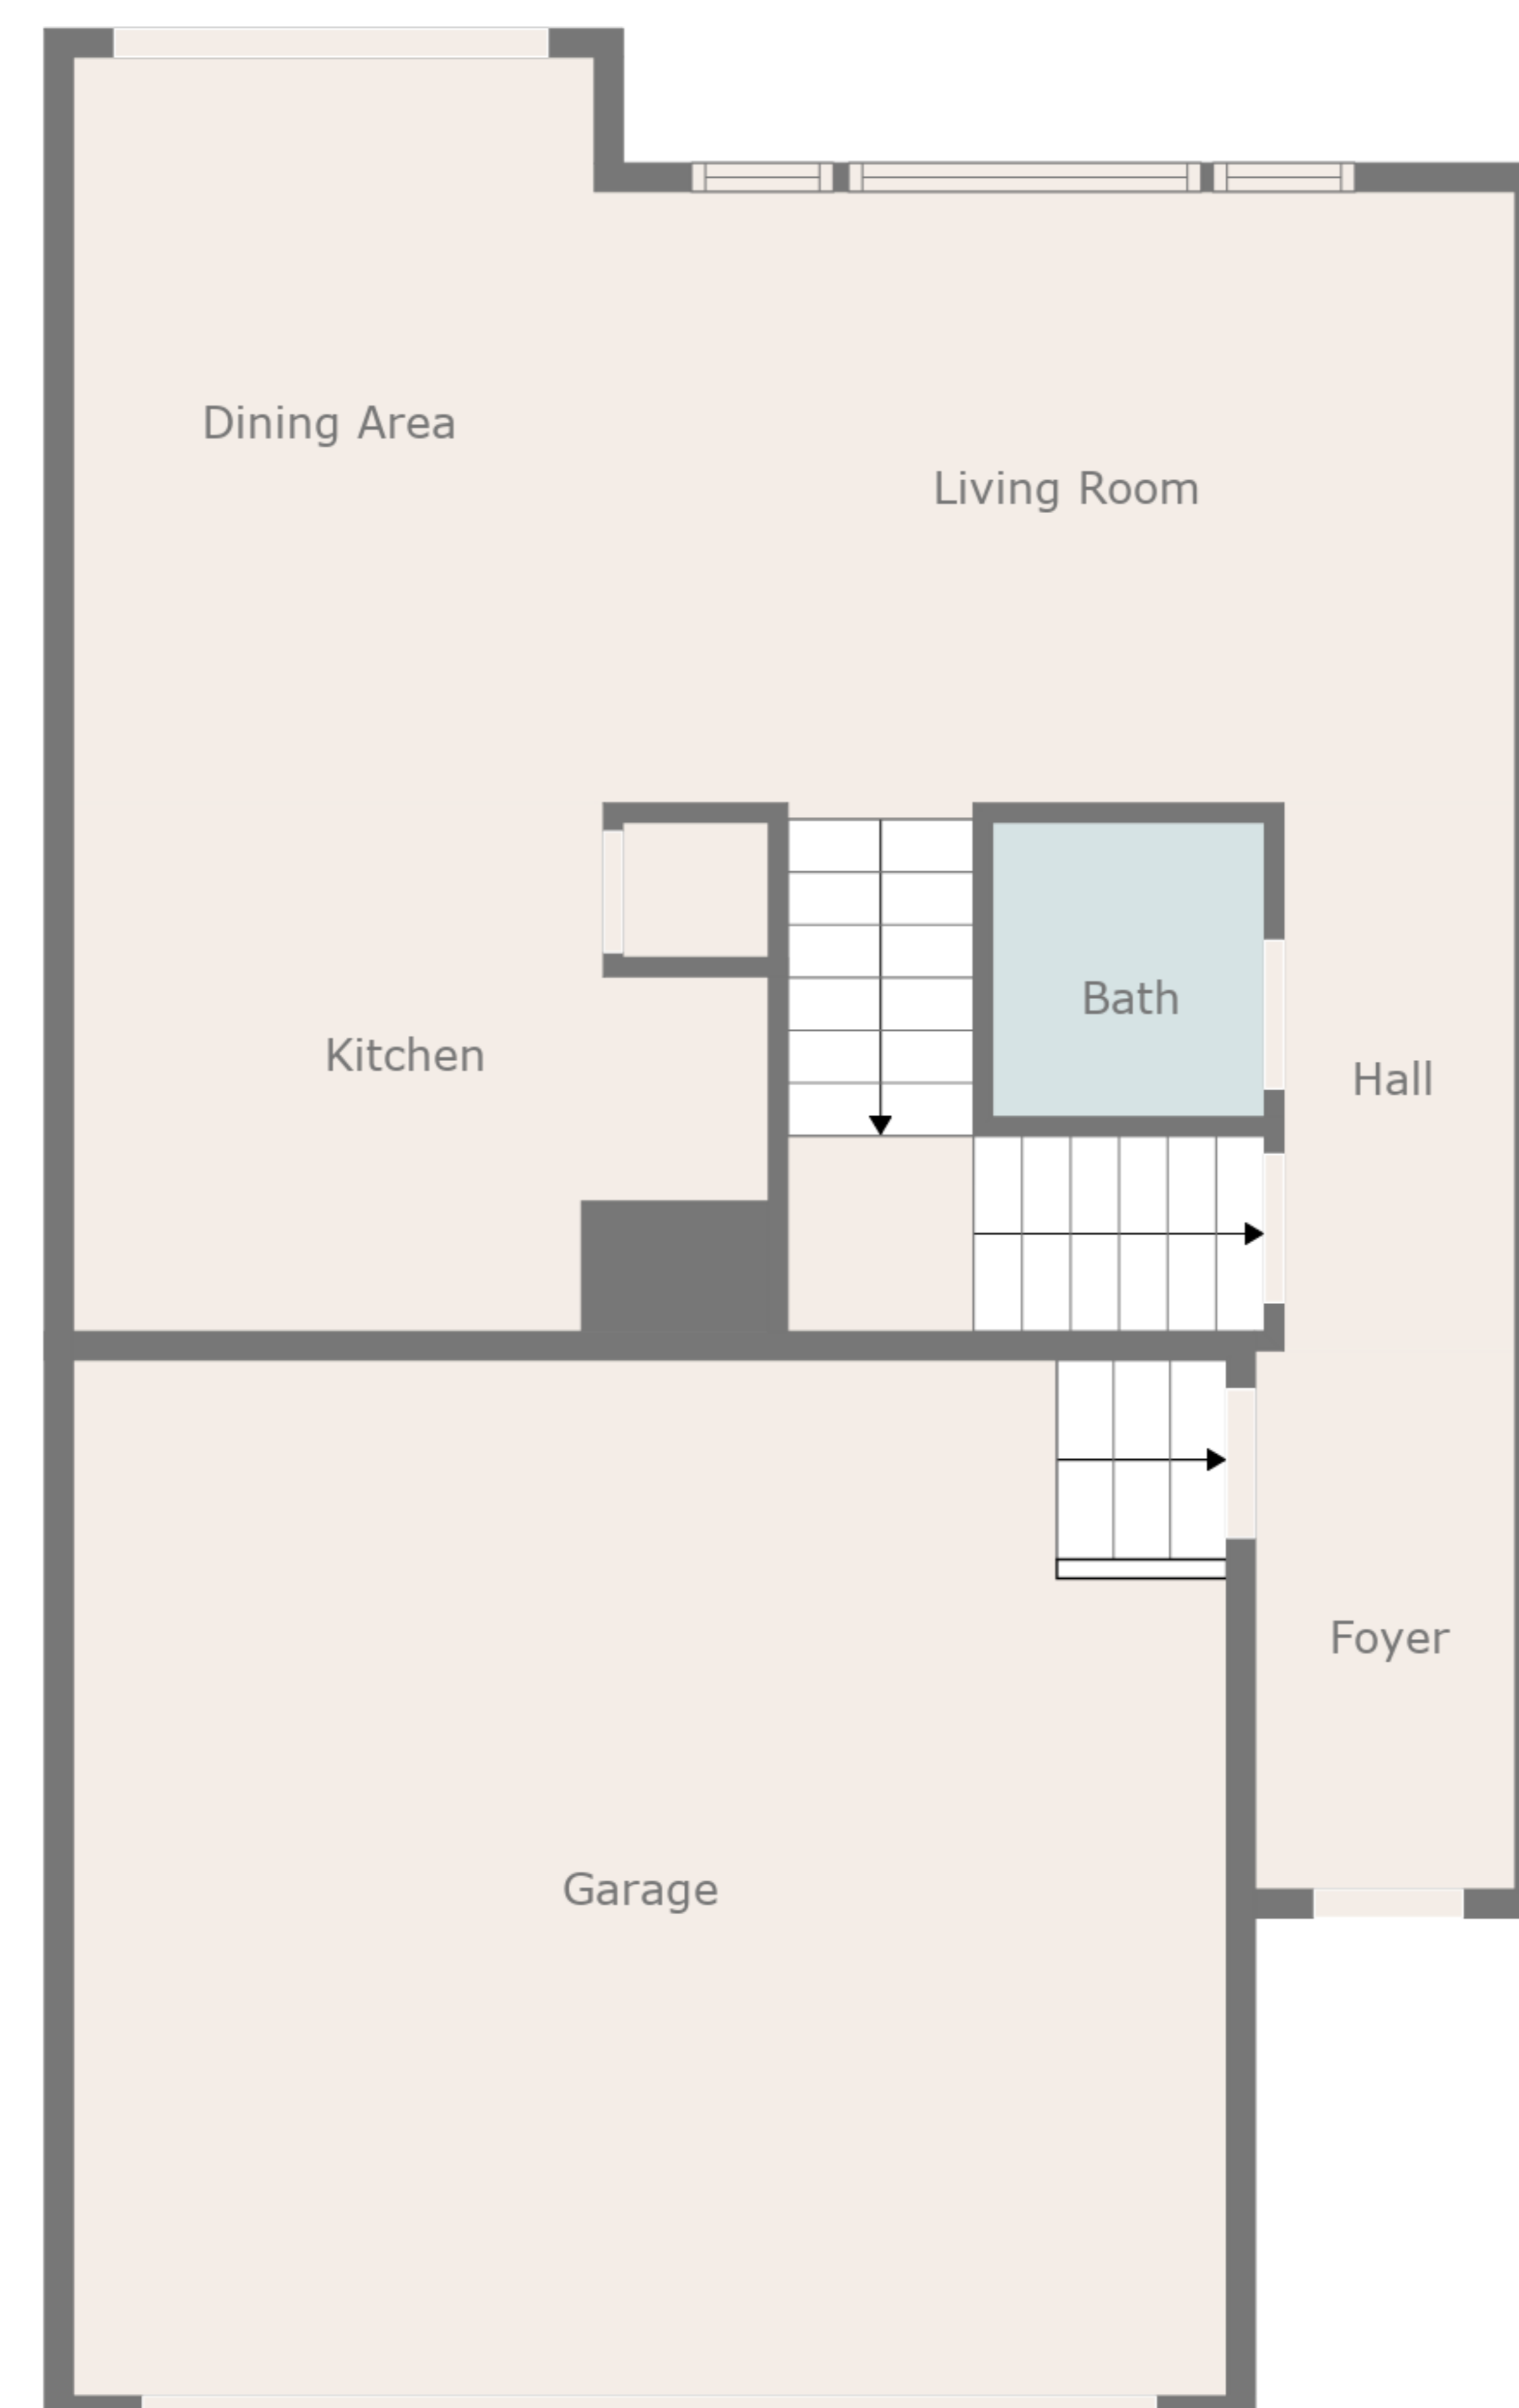 Dining Area
Living Room
Bath
Kitchen
Hall
Foyer
Garage